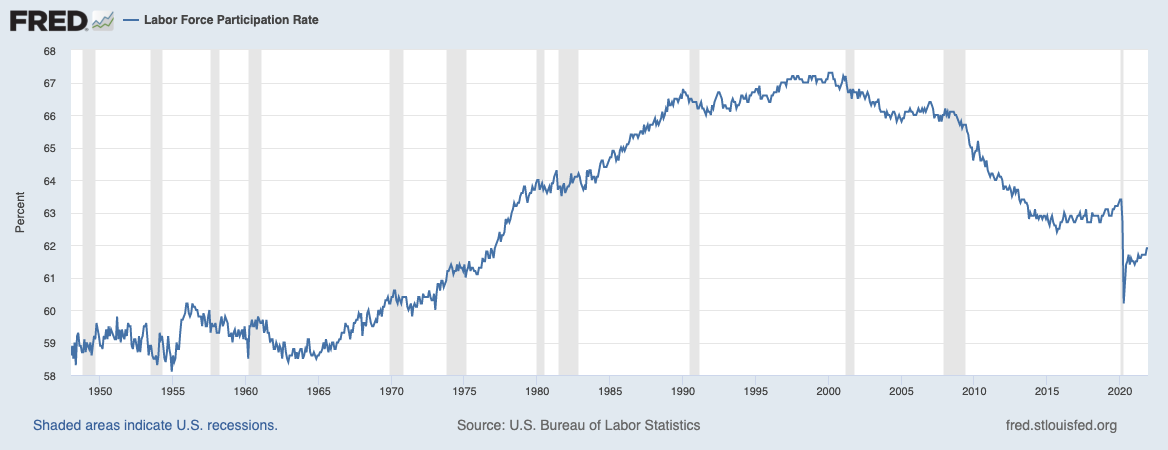 FRED
Labor Force Participation Rate
68
67
66
65
64
63
62
61
60
59
58
Percent
1950 1955 1960 1965 1970 1975 1980 1985 1990 1995 2000 2005 2010 2015 2020
Shaded areas indicate U.S. recessions. Source: U.S. Bureau of Labor Statistics fred.stlouisfed.org